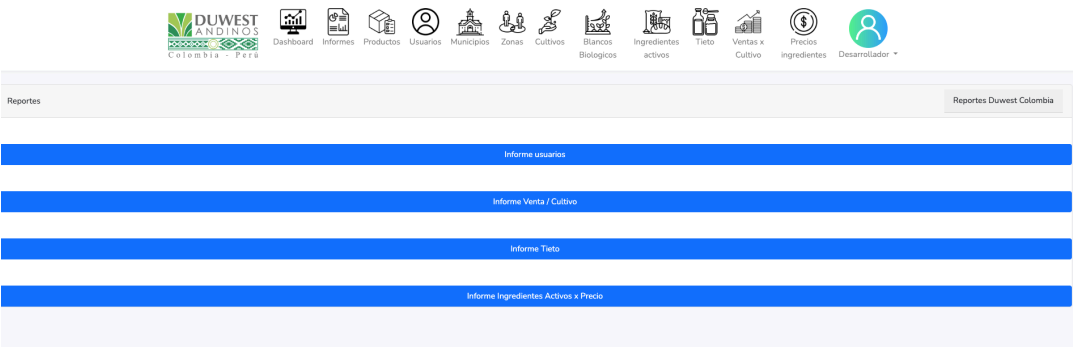 DUWEST
ANDINOS
Colombia - Perú
Dashboard
Informes
Productos
Usuarios
Municipios
Zonas
Cultivos
Blancos
Biologicos
Ingredientes
activos
Tieto
Ventas x
Cultivo
Precios
ingredientes
Desarrollador
Reportes
Reportes Duwest Colombia
Informe usuarios
Informe Venta / Cultivo
Informe Tieto
Informe Ingredientes Activos x Precio